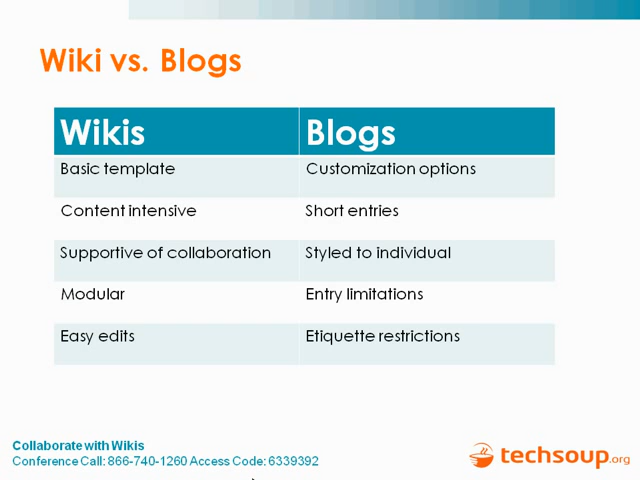 Wiki vs. Blogs
Wikis Blogs
Basic template Customization options
Content intensive Short entries
Supportive of collaboration Styled to individual
Modular Entry limitations
Easy edits Etiquette restrictions
Collaborate with Wikis
Conference Call: 866-740-1260 Access Code: 6339392
techsoup.org